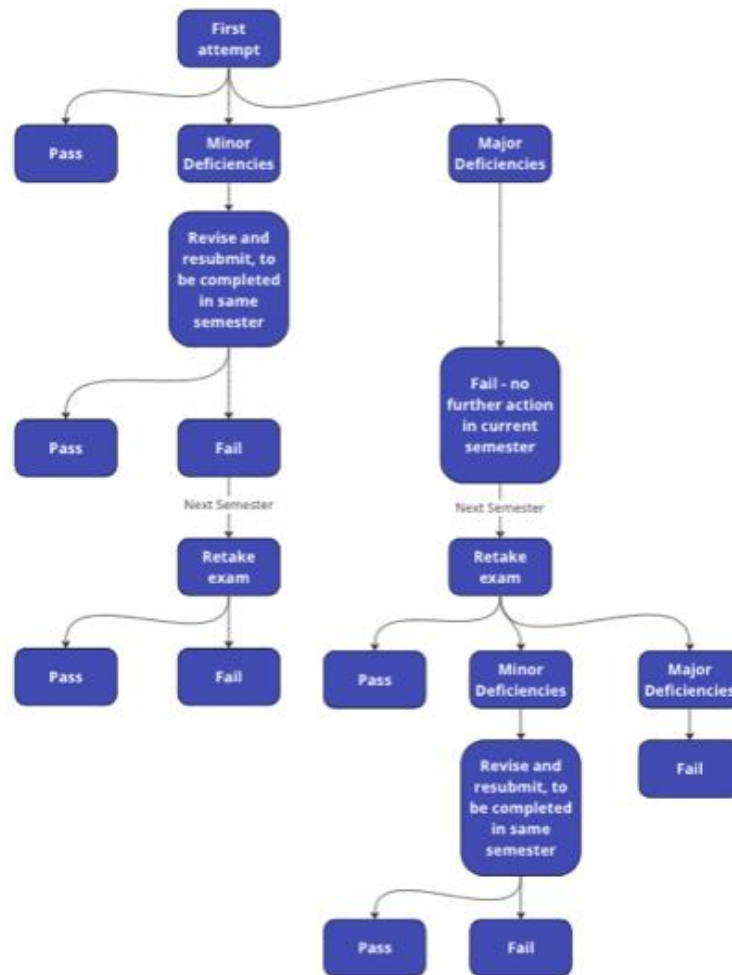 First
attempt
Pass
Minor
Deficiencies
Major
Deficiencies
Revise and
resubmit, to
be completed
in same
semester
Fail - no
further action
in current
semester
Pass
Fail
Next Semester
Next Semester
Retake
exam
Retake
exam
Pass
Fail
Pass
Minor
Deficiencies
Major
Deficiencies
Revise and
resubmit, to
be completed
in same
semester
Fail
Pass
Fail